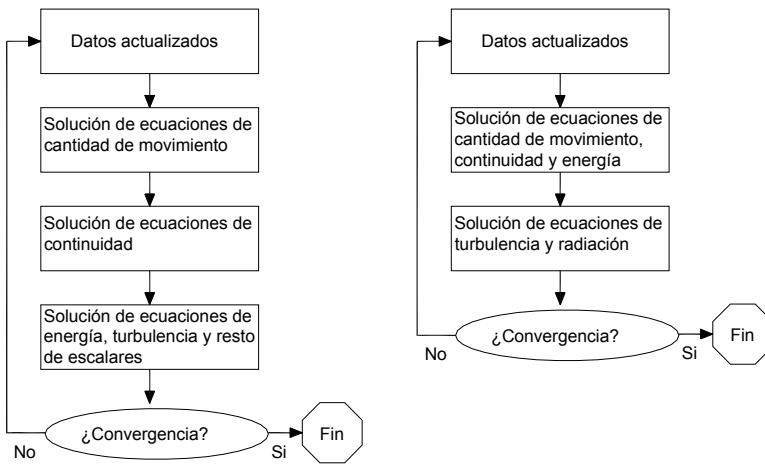 Datos actualizados
Solución de ecuaciones de
cantidad de movimiento
Solución de ecuaciones de
continuidad
Solución de ecuaciones de
energía, turbulencia y resto
de escalares
¿Convergencia?
No
Si
Fin
Datos actualizados
Solución de ecuaciones de
cantidad de movimiento,
continuidad y energía
Solución de ecuaciones de
turbulencia y radiación
¿Convergencia?
No
Si
Fin